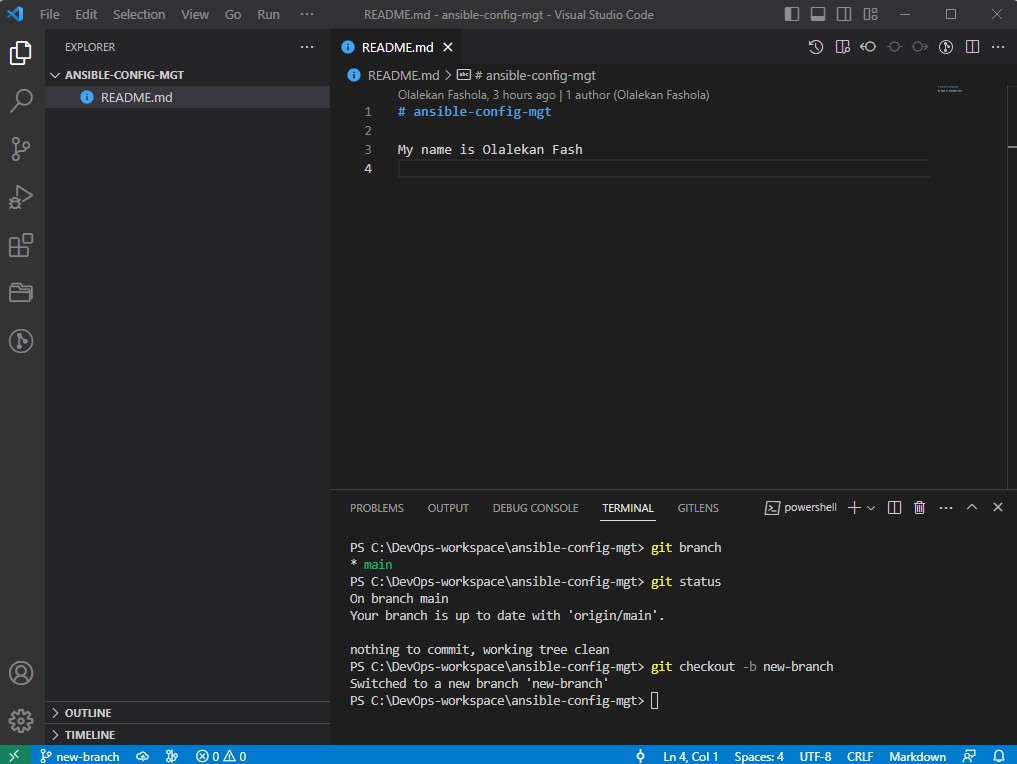 File Edit Selection View Go Run ··· README.md - ansible-config-mgt - Visual Studio Code
EXPLORER ···
ANSIBLE-CONFIG-MGT
README.md
README.md
README.md > # ansible-config-mgt
Olalekan Fashola, 3 hours ago | 1 author (Olalekan Fashola)
1 # ansible-config-mgt
2
3 My name is Olalekan Fash
4
PROBLEMS OUTPUT DEBUG CONSOLE TERMINAL GITLENS powershell
PS C:\DevOps-workspace\ansible-config-mgt> git branch
* main
PS C:\DevOps-workspace\ansible-config-mgt> git status
On branch main
Your branch is up to date with 'origin/main'.
nothing to commit, working tree clean
PS C:\DevOps-workspace\ansible-config-mgt> git checkout -b new-branch
Switched to a new branch 'new-branch'
PS C:\DevOps-workspace\ansible-config-mgt>
OUTLINE
TIMELINE
new-branch 0 0 Ln 4, Col 1 Spaces: 4 UTF-8 CRLF Markdown